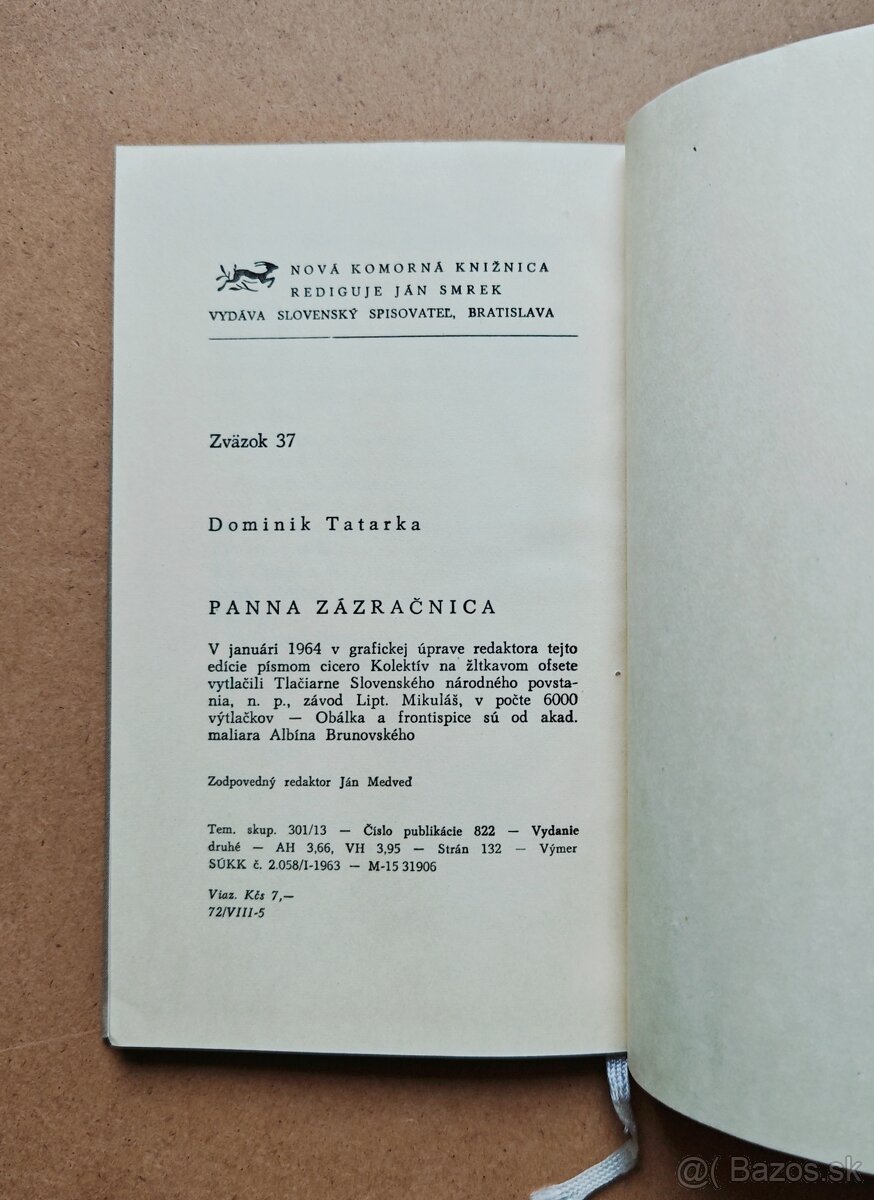 NOVÁ KOMORNÁ KNIŽNICA
REDIGUJE JÁN SMREK
VYDÁVA SLOVENSKÝ SPISOVATEĽ, BRATISLAVA
Zväzok 37
Dominik Tatarka
PANNA ZÁZRAČNICA
V januári 1964 v grafickej úprave redaktora tejto
edície písmom cicero Kolektív na žltkavom ofsete
vytlačili Tlačiarne Slovenského národného povsta-
nia, n. p., závod Lipt. Mikuláš, v počte 6000
výtlačkov — Obálka a frontispice sú od akad.
maliara Albína Brunovského
Zodpovedný redaktor Ján Medveď
Tem. skup. 301/13 — Číslo publikácie 822 — Vydanie
druhé — AH 3,66, VH 3,95 — Strán 132 — Výmer
SÚKK č. 2.058/I-1963 — M-15 31906
Viaz. Kčs 7,—
72/VIII-5
@( Bazos.sk